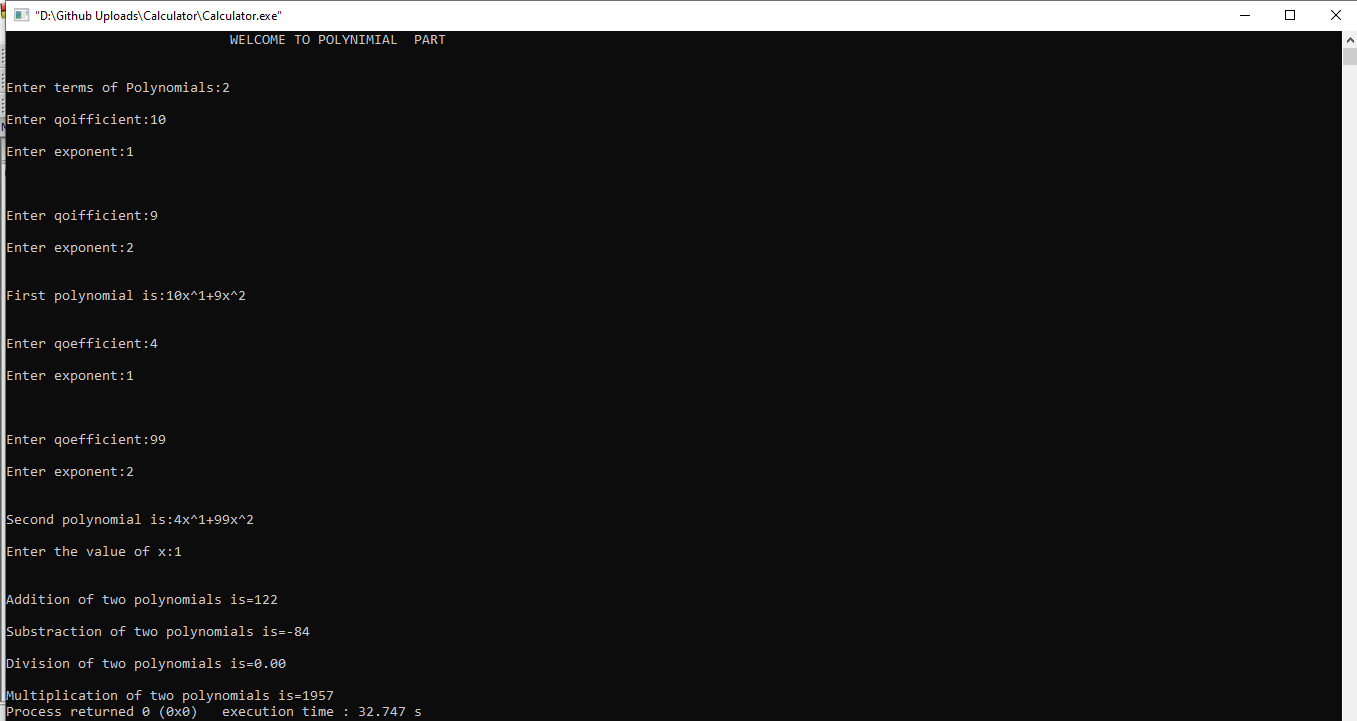 "D:\Github Uploads\Calculator\Calculator.exe"
WELCOME TO POLYNIMIAL  PART
Enter terms of Polynomials:2
Enter qoifficient:10
Enter exponent:1
Enter qoifficient:9
Enter exponent:2
First polynomial is:10x^1+9x^2
Enter qoefficient:4
Enter exponent:1
Enter qoefficient:99
Enter exponent:2
Second polynomial is:4x^1+99x^2
Enter the value of x:1
Addition of two polynomials is=122
Substraction of two polynomials is=-84
Division of two polynomials is=0.00
Multiplication of two polynomials is=1957
Process returned 0 (0x0)   execution time : 32.747 s